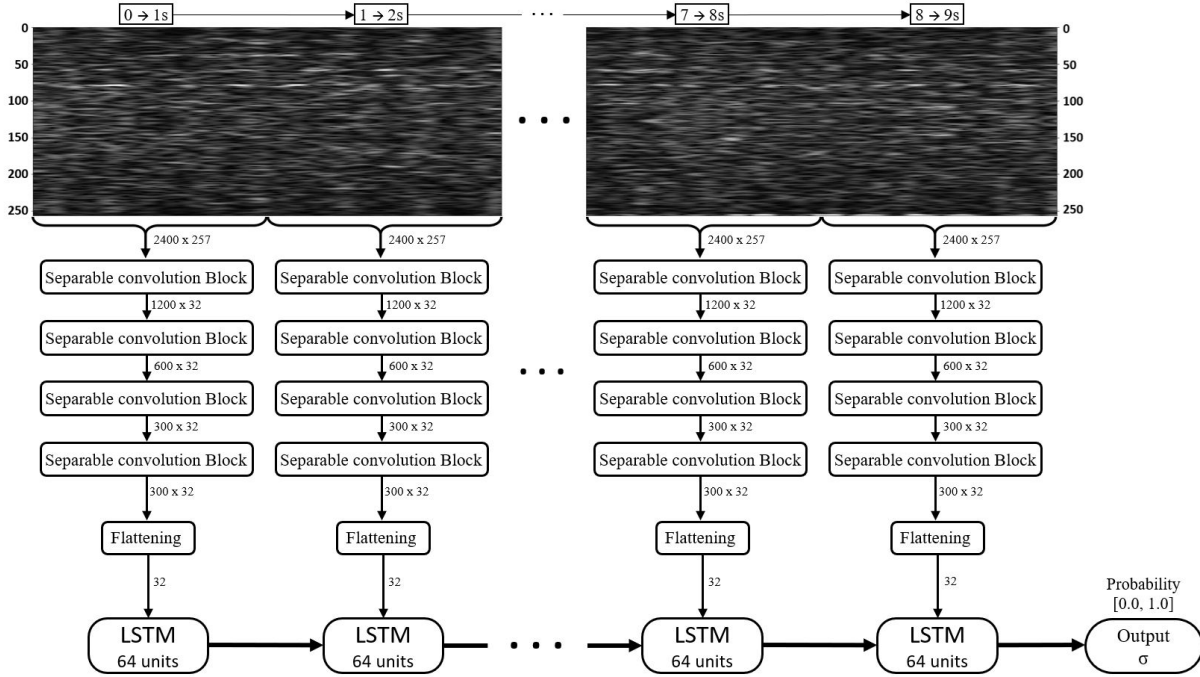 0 → 1s 1 → 2s ... 7 → 8s 8 → 9s
0 0
50 50
100 100
150 150
200 200
250 250
2400 x 257 2400 x 257 2400 x 257 2400 x 257
Separable convolution Block Separable convolution Block Separable convolution Block Separable convolution Block
1200 x 32 1200 x 32 1200 x 32 1200 x 32
Separable convolution Block Separable convolution Block Separable convolution Block Separable convolution Block
600 x 32 600 x 32 600 x 32 600 x 32
Separable convolution Block Separable convolution Block Separable convolution Block Separable convolution Block
300 x 32 300 x 32 300 x 32 300 x 32
Separable convolution Block Separable convolution Block Separable convolution Block Separable convolution Block
300 x 32 300 x 32 300 x 32 300 x 32
Flattening Flattening Flattening Flattening
32 32 32 32
Probability
[0.0, 1.0]
LSTM LSTM LSTM LSTM Output
64 units 64 units 64 units 64 units σ